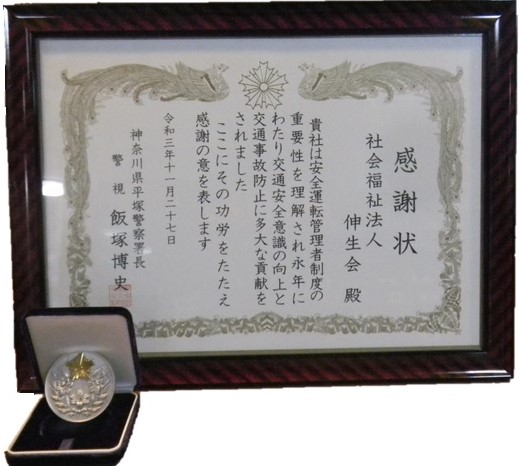 感謝状
社会福祉法人
伸生会 殿
貴社は安全運転管理者制度の
重要性を理解され永年に
わたり交通安全意識の向上と
交通事故防止に多大な貢献を
されました
ここにその功労をたたえ
感謝の意を表します
令和三年十一月二十七日
神奈川県平塚警察署長
警視 飯塚博史